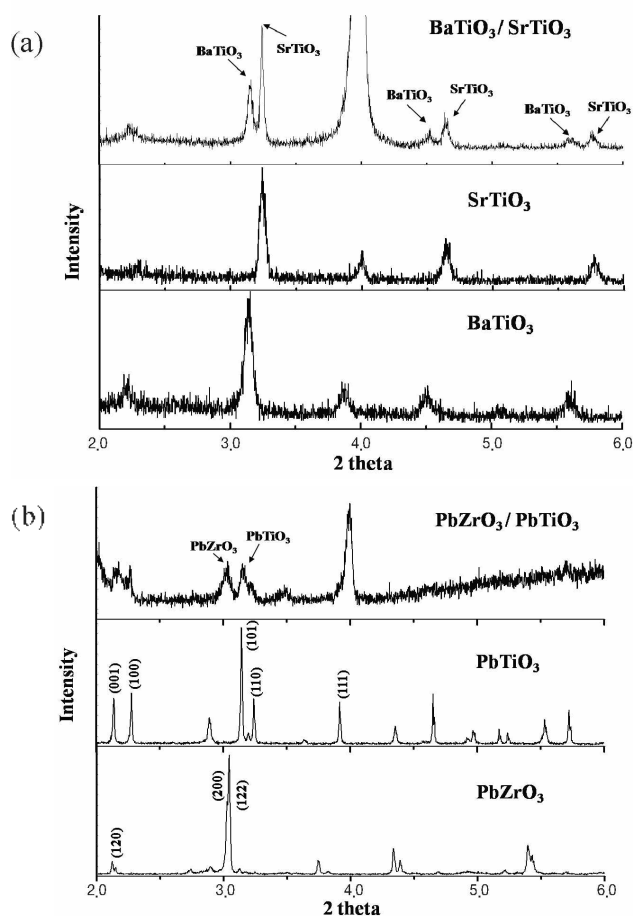 (a)
BaTiO3/ SrTiO3
SrTiO3
BaTiO3
BaTiO3
SrTiO3
BaTiO3
SrTiO3
SrTiO3
BaTiO3
Intensity
2,0 3,0 4,0 5,0 6,0
2 theta
(b)
PbZrO3/ PbTiO3
PbTiO3
PbZrO3
(101)
PbTiO3
(001)
(100)
(110)
(111)
(200)
(122)
PbZrO3
(120)
Intensity
2,0 3,0 4,0 5,0 6,0
2 theta